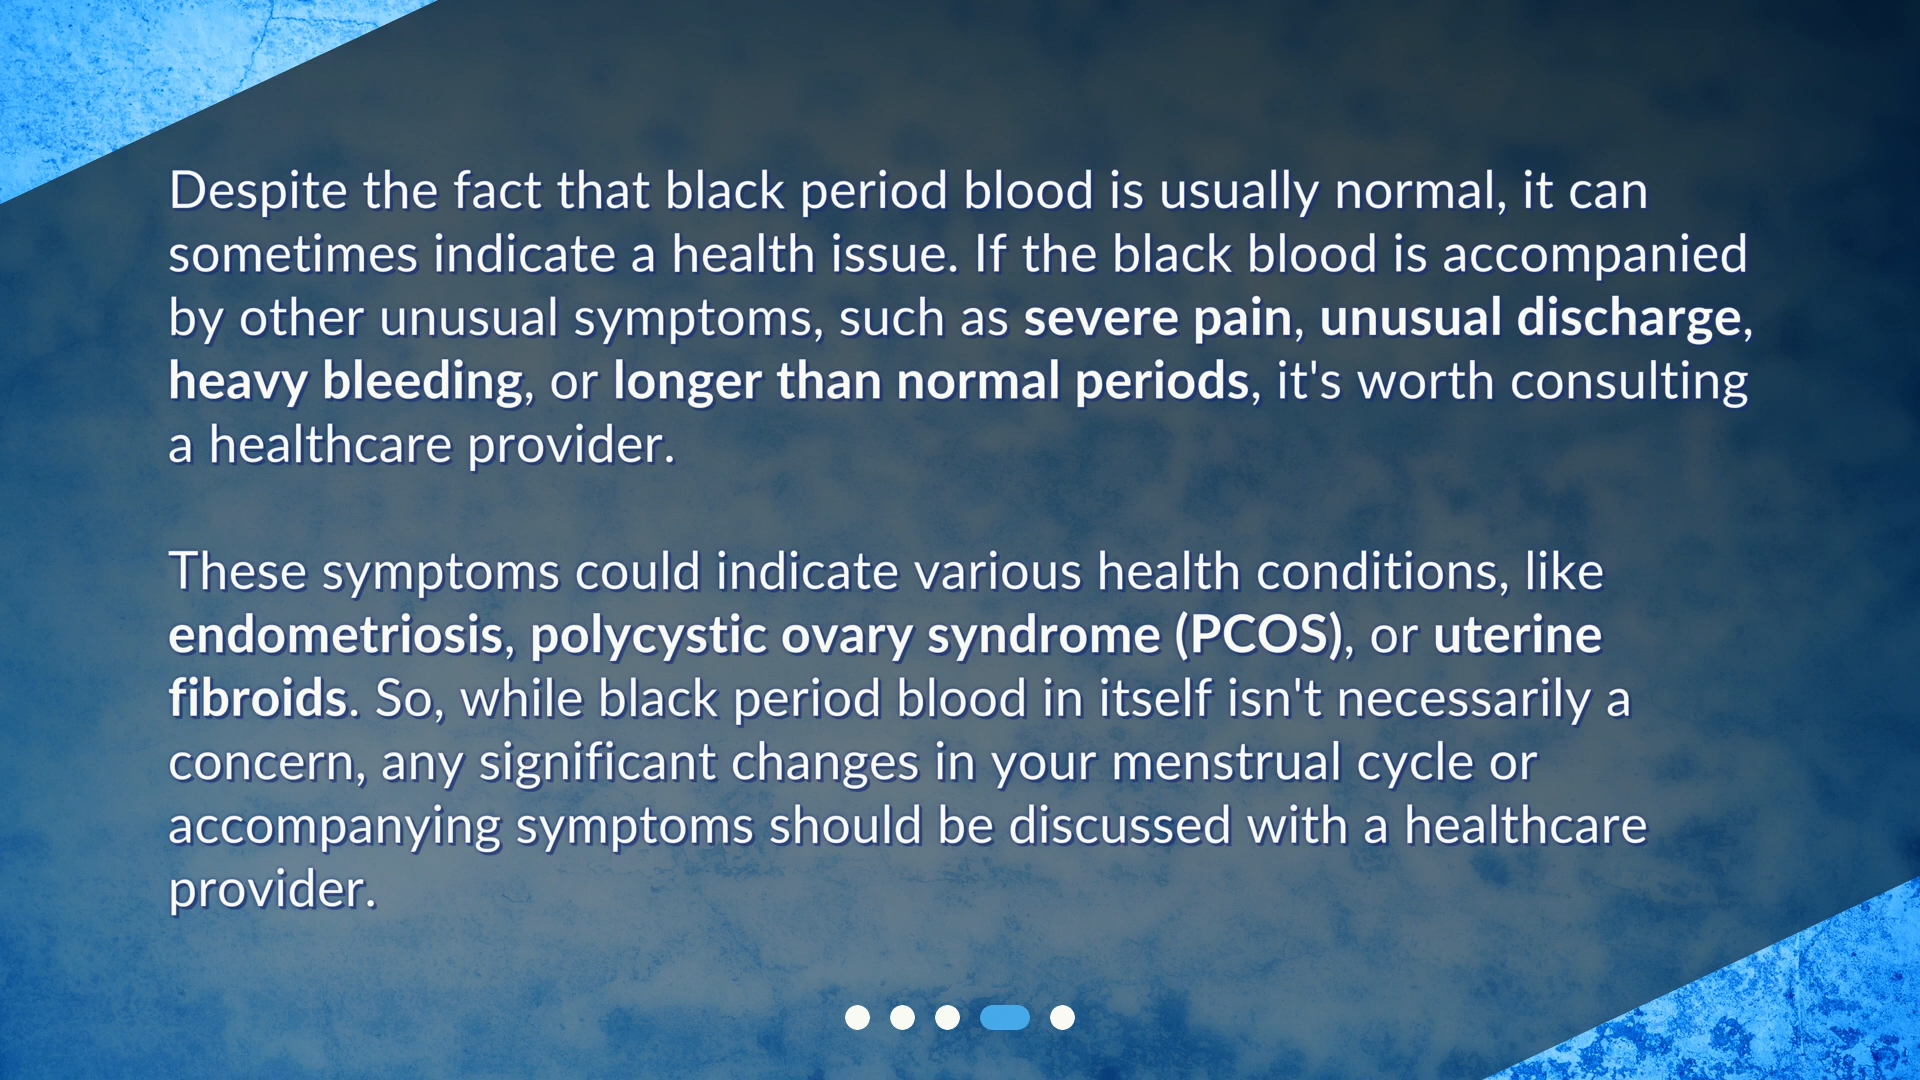 Despite the fact that black period blood is usually normal, it can
sometimes indicate a health issue. If the black blood is accompanied
by other unusual symptoms, such as severe pain, unusual discharge,
heavy bleeding, or longer than normal periods, it's worth consulting
a healthcare provider.
These symptoms could indicate various health conditions, like
endometriosis, polycystic ovary syndrome (PCOS), or uterine
fibroids. So, while black period blood in itself isn't necessarily a
concern, any significant changes in your menstrual cycle or
accompanying symptoms should be discussed with a healthcare
provider.